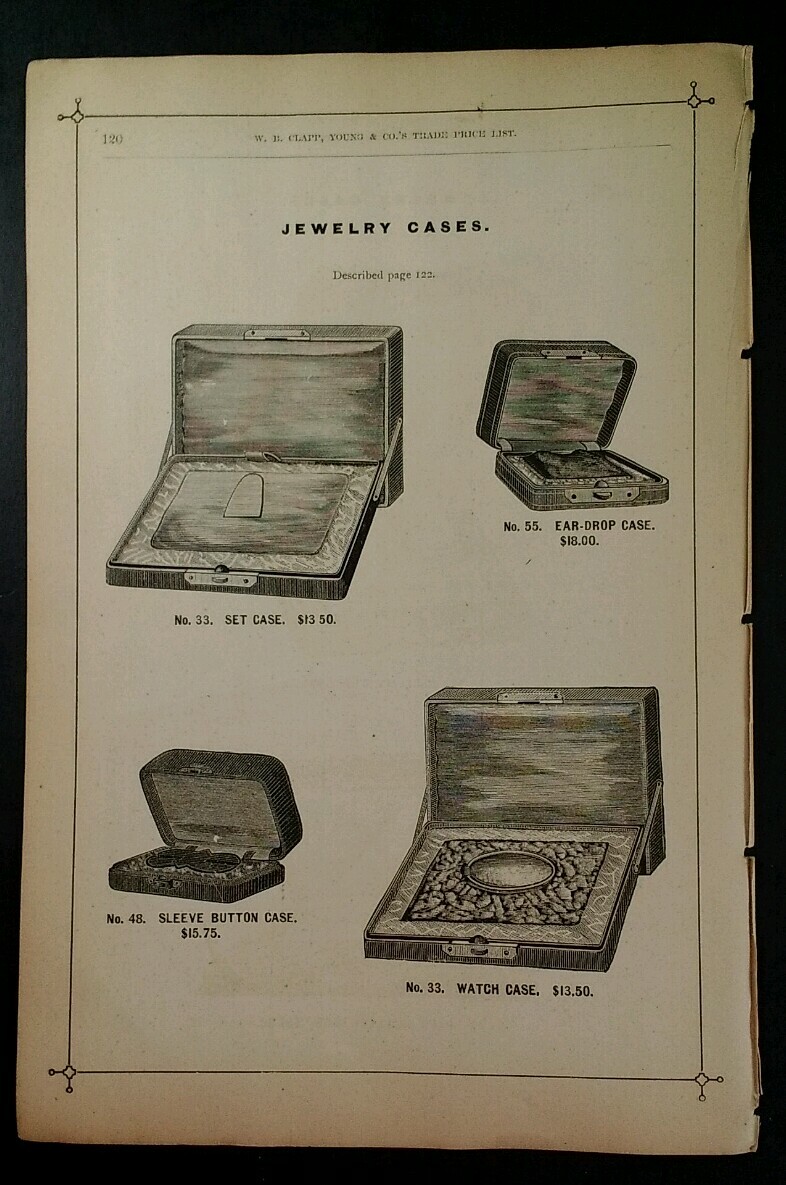 120
W. B. CLAPP, YOUNG & CO.'S TRADE PRICE LIST.
JEWELRY CASES.
Described page 122.
No. 55. EAR-DROP CASE.
$18.00.
No. 33. SET CASE. $13 50.
No. 48. SLEEVE BUTTON CASE.
$15.75.
No. 33. WATCH CASE, $13.50.